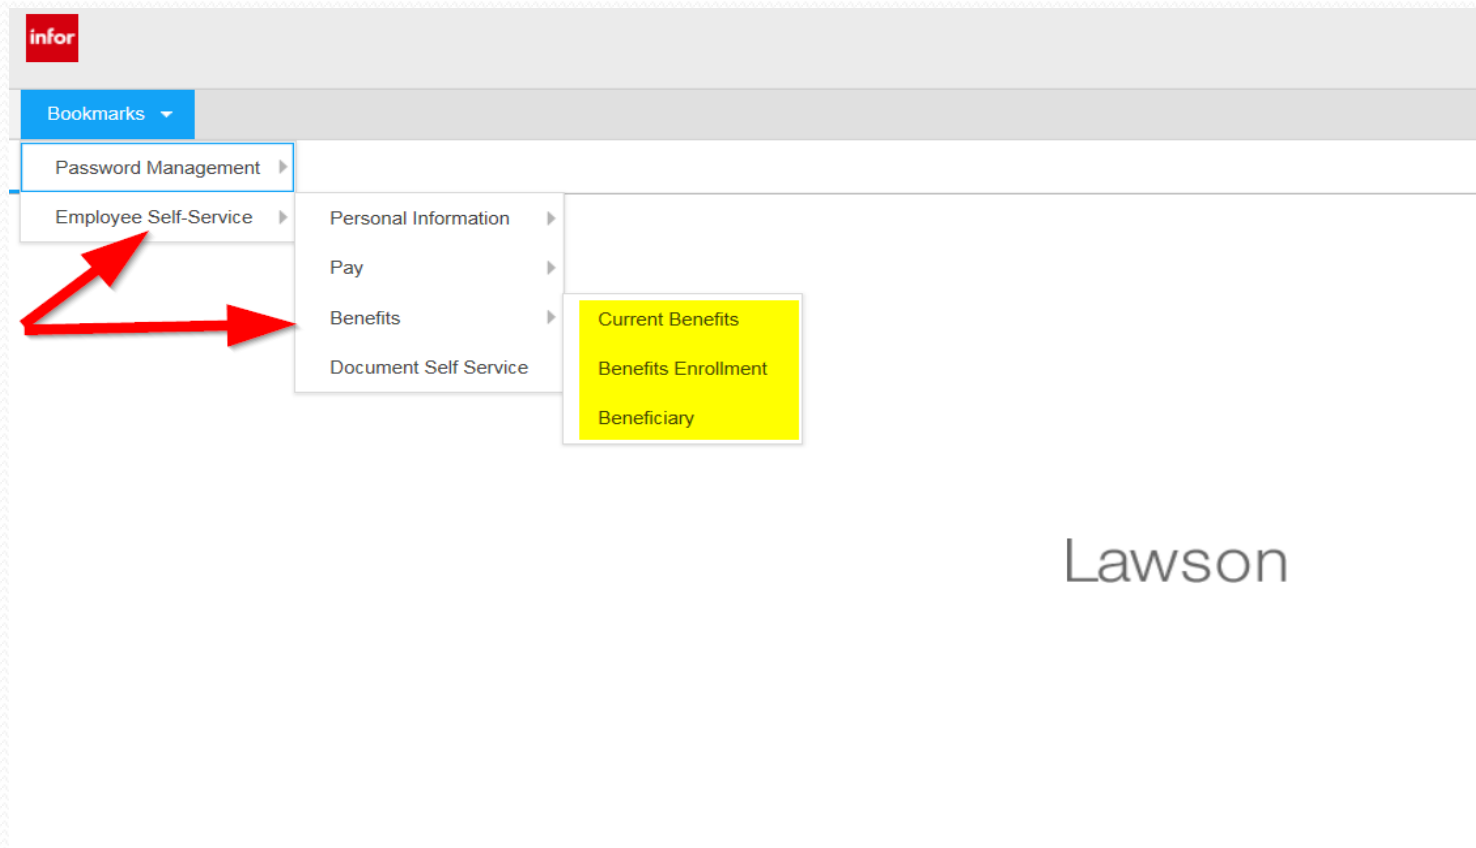 infor
Bookmarks
Password Management
Employee Self-Service
Personal Information
Pay
Benefits
Document Self Service
Current Benefits
Benefits Enrollment
Beneficiary
Lawson